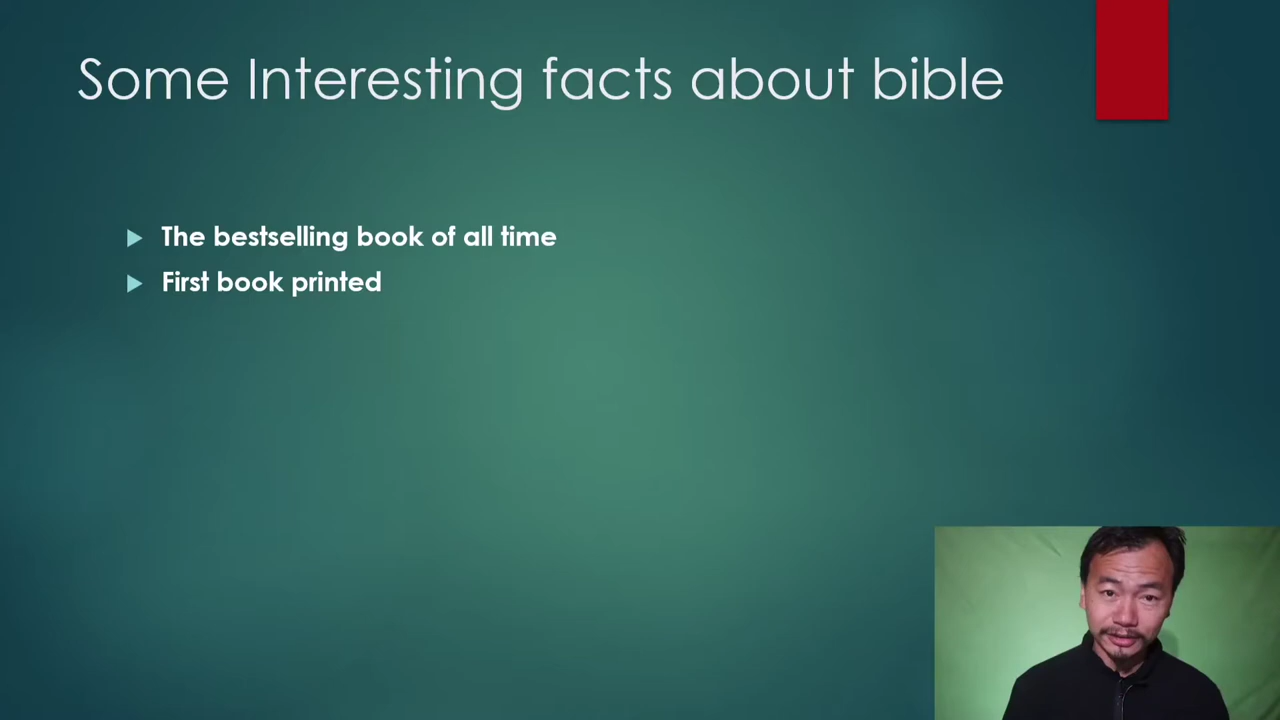 Some Interesting facts about bible
The bestselling book of all time
First book printed